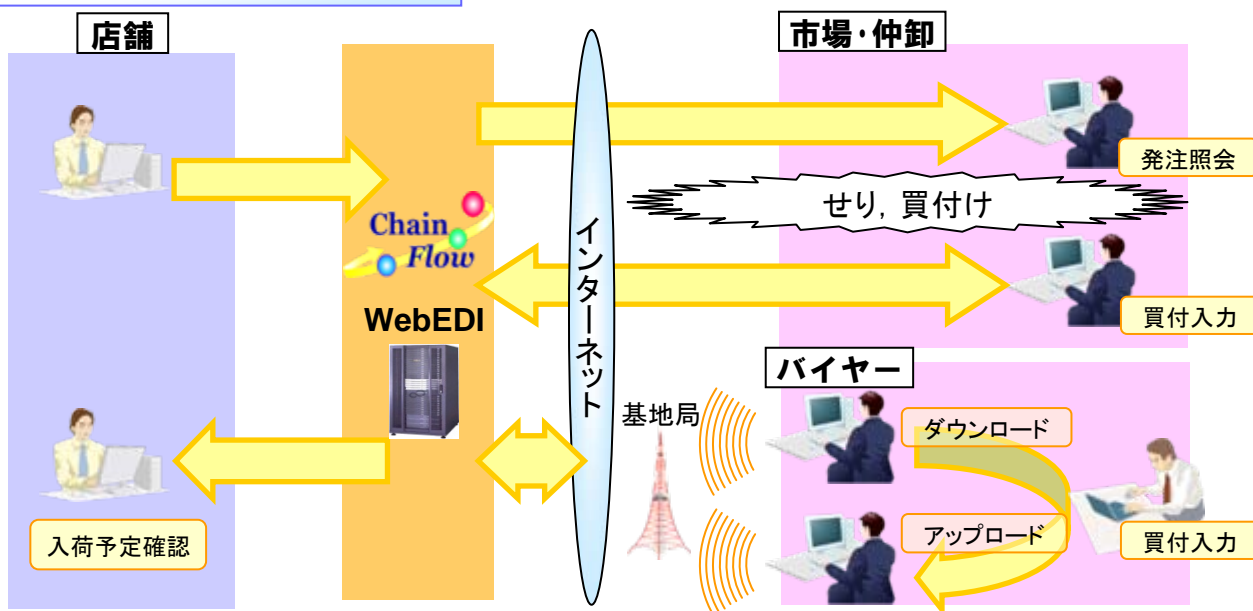 店舗
市場・仲卸
発注照会
せり, 買付け
Chain
Flow
WebEDI
インターネット
買付入力
バイヤー
基地局
ダウンロード
アップロード
買付入力
入荷予定確認